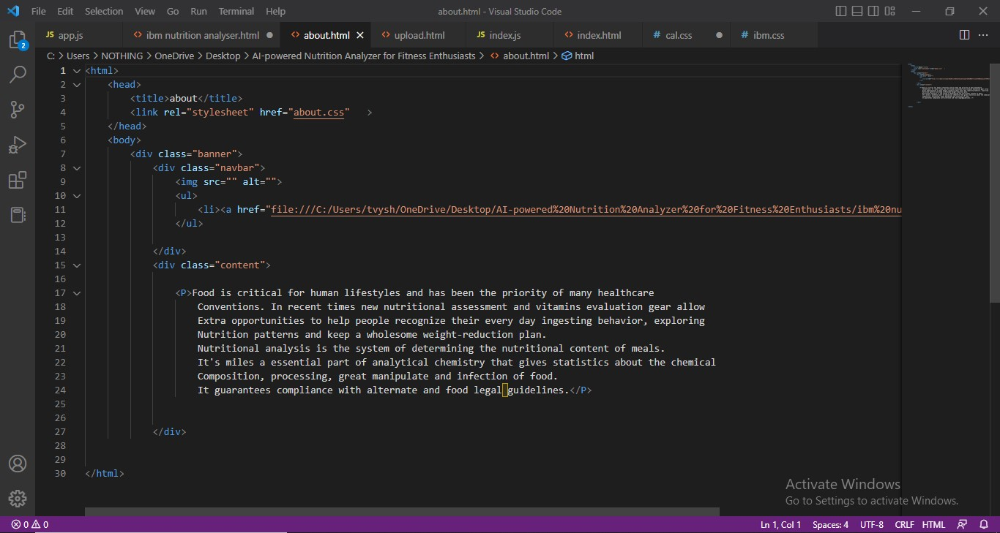 File Edit Selection View Go Run Terminal Help about.html - Visual Studio Code
JS app.js <> ibm nutrition analyser.html ● <> about.html × <> upload.html JS index.js <> index.html # cal.css ● # ibm.css ...
C: > Users > NOTHING > OneDrive > Desktop > AI-powered Nutrition Analyzer for Fitness Enthusiasts > <> about.html > html
2
1 <html>
2 <head>
3 <title>about</title>
4 <link rel="stylesheet" href="about.css" >
5 </head>
6 <body>
7 <div class="banner">
8 <div class="navbar">
9 <img src="" alt="">
10 <ul>
11 <li><a href="file:///C:/Users/tvysh/OneDrive/Desktop/AI-powered%20Nutrition%20Analyzer%20for%20Fitness%20Enthusiasts/ibm%20nu
12 </ul>
13
14 </div>
15 <div class="content">
16
17 <P>Food is critical for human lifestyles and has been the priority of many healthcare
18 Conventions. In recent times new nutritional assessment and vitamins evaluation gear allow
19 Extra opportunities to help people recognize their every day ingesting behavior, exploring
20 Nutrition patterns and keep a wholesome weight-reduction plan.
21 Nutritional analysis is the system of determining the nutritional content of meals.
22 It's miles a essential part of analytical chemistry that gives statistics about the chemical
23 Composition, processing, great manipulate and infection of food.
24 It guarantees compliance with alternate and food legal guidelines.</P>
25
26
27 </div>
28
29
30 </html>
Activate Windows
Go to Settings to activate Windows.
0 0 Ln 1, Col 1 Spaces: 4 UTF-8 CRLF HTML